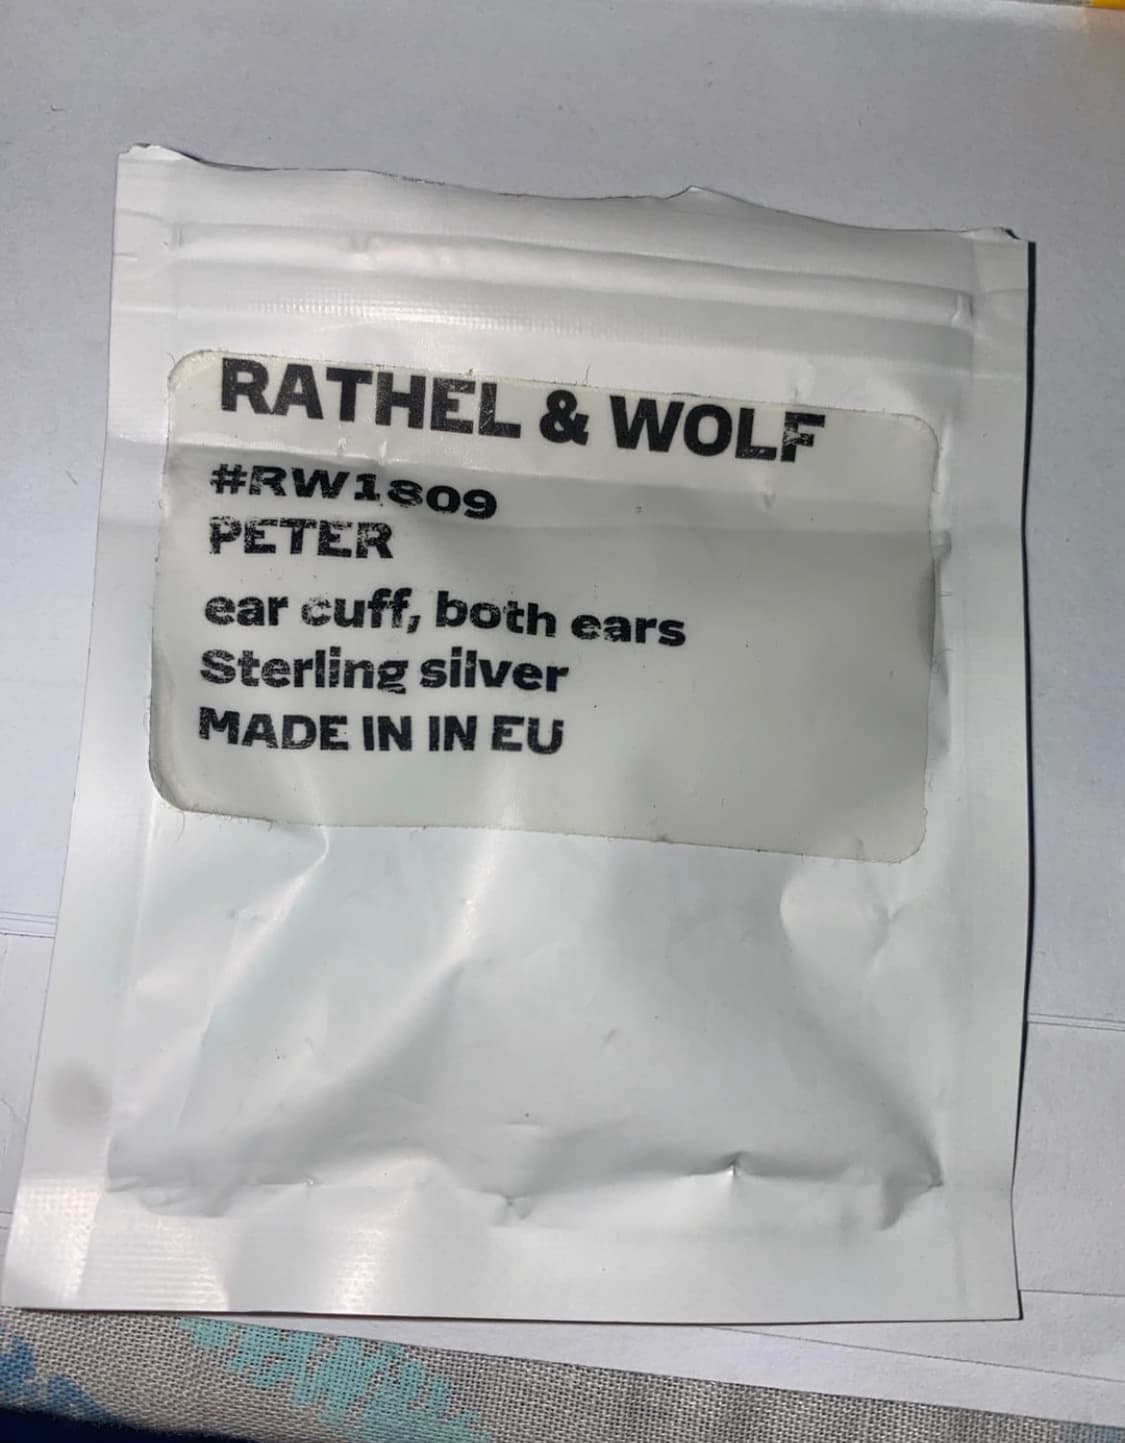 RATHEL & WOLF
#RW1809
PETER
ear cuff, both ears
Sterling silver
MADE IN IN EU